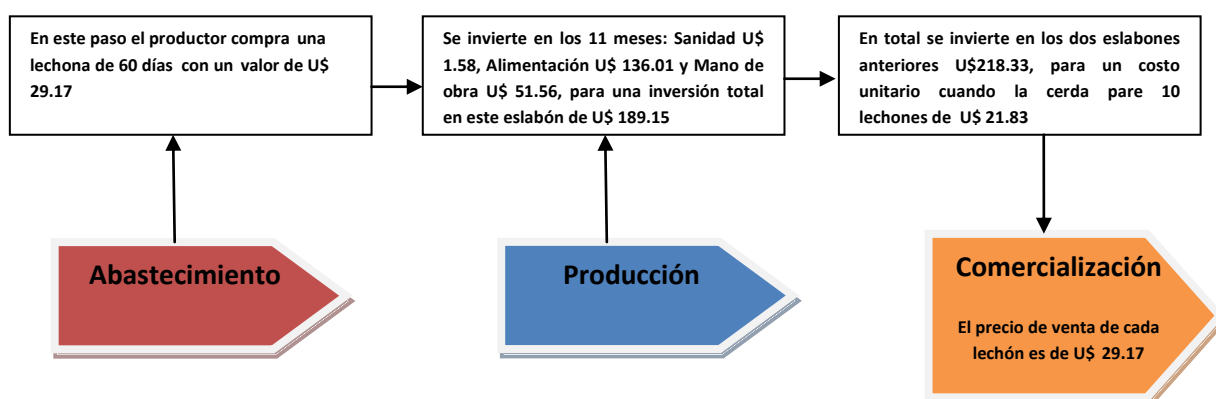 En este paso el productor compra una
lechona de 60 días con un valor de U$
29.17
Se invierte en los 11 meses: Sanidad U$
1.58, Alimentación U$ 136.01 y Mano de
obra U$ 51.56, para una inversión total
en este eslabón de U$ 189.15
En total se invierte en los dos eslabones
anteriores U$218.33, para un costo
unitario cuando la cerda pare 10
lechones de U$ 21.83
Abastecimiento
Producción
Comercialización
El precio de venta de cada
lechón es de U$ 29.17